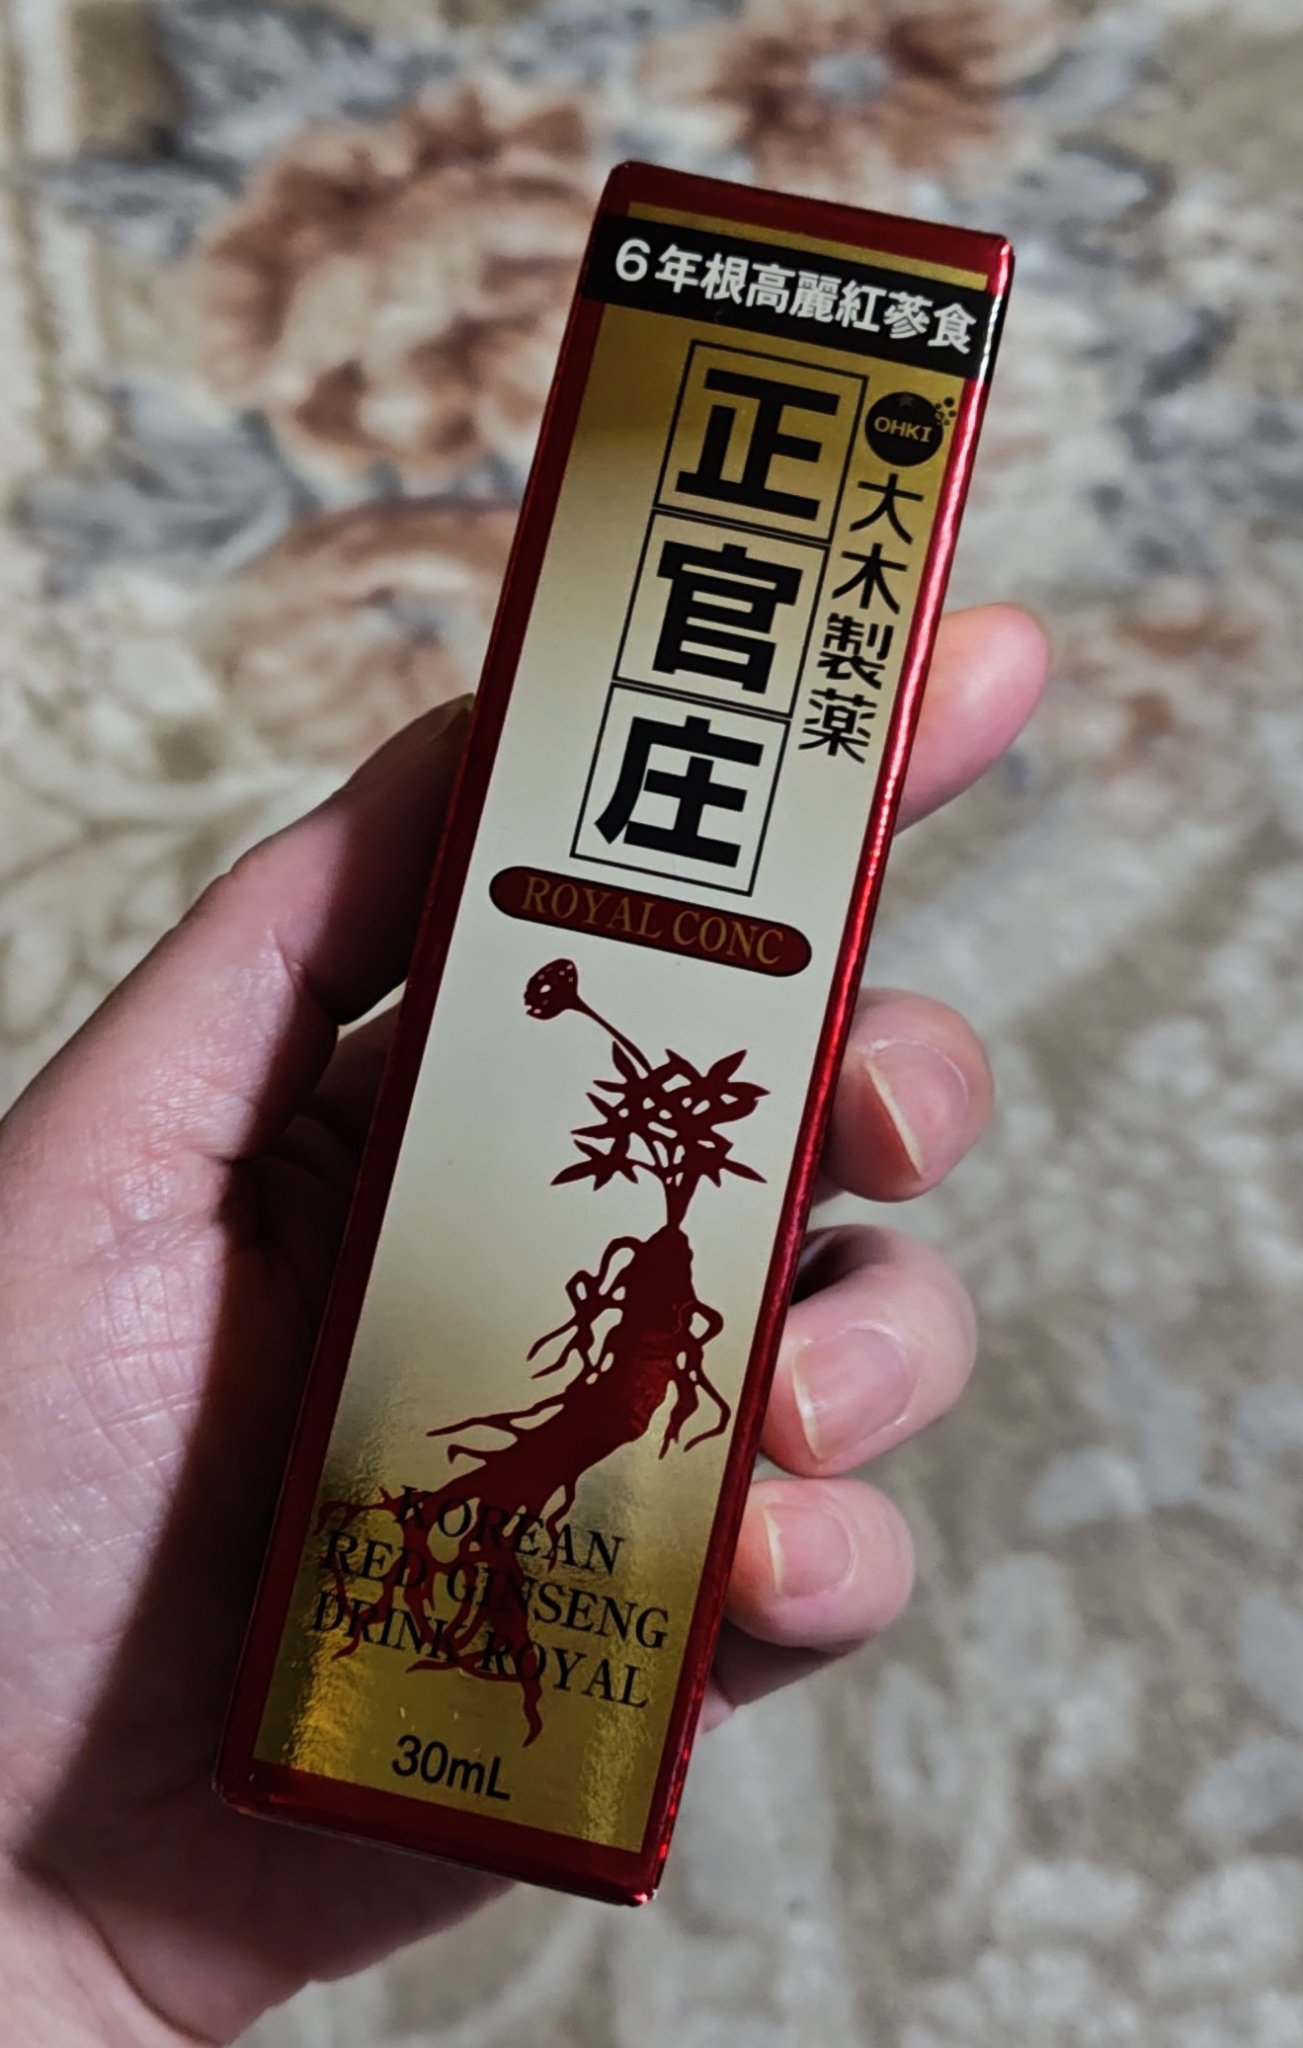 6年根高麗紅蔘食
OHKI
大木製薬
正官庄
ROYAL CONC
KOREAN
RED GINSENG
DRINK ROYAL
30mL